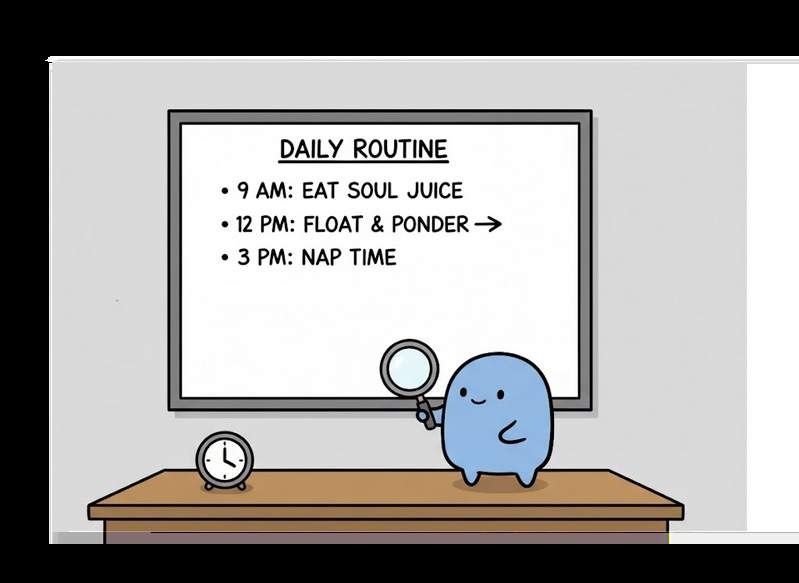 DAILY ROUTINE
• 9 AM: EAT SOUL JUICE
• 12 PM: FLOAT & PONDER →
• 3 PM: NAP TIME